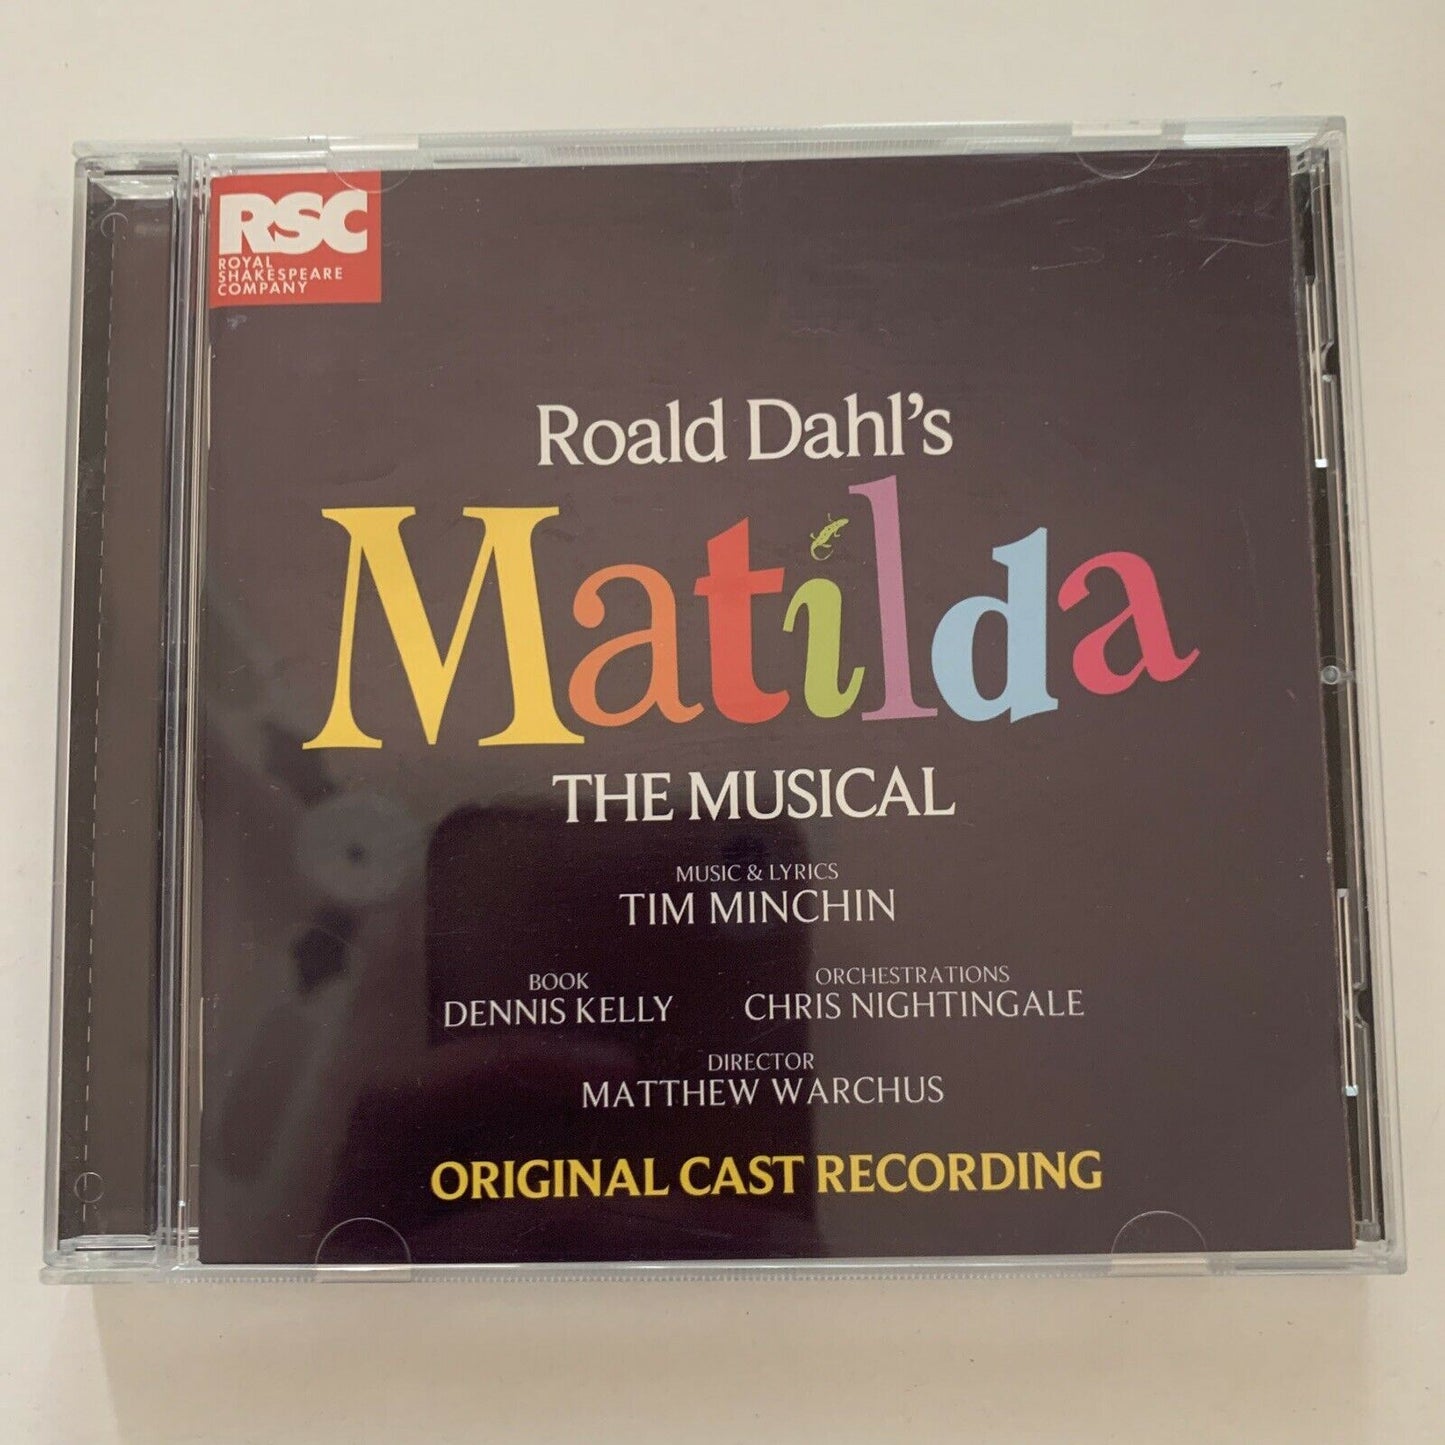 RSC
ROYAL
SHAKESPEARE
COMPANY
Roald Dahl's
Matilda
THE MUSICAL
MUSIC & LYRICS
TIM MINCHIN
BOOK
DENNIS KELLY
ORCHESTRATIONS
CHRIS NIGHTINGALE
DIRECTOR
MATTHEW WARCHUS
ORIGINAL CAST RECORDING